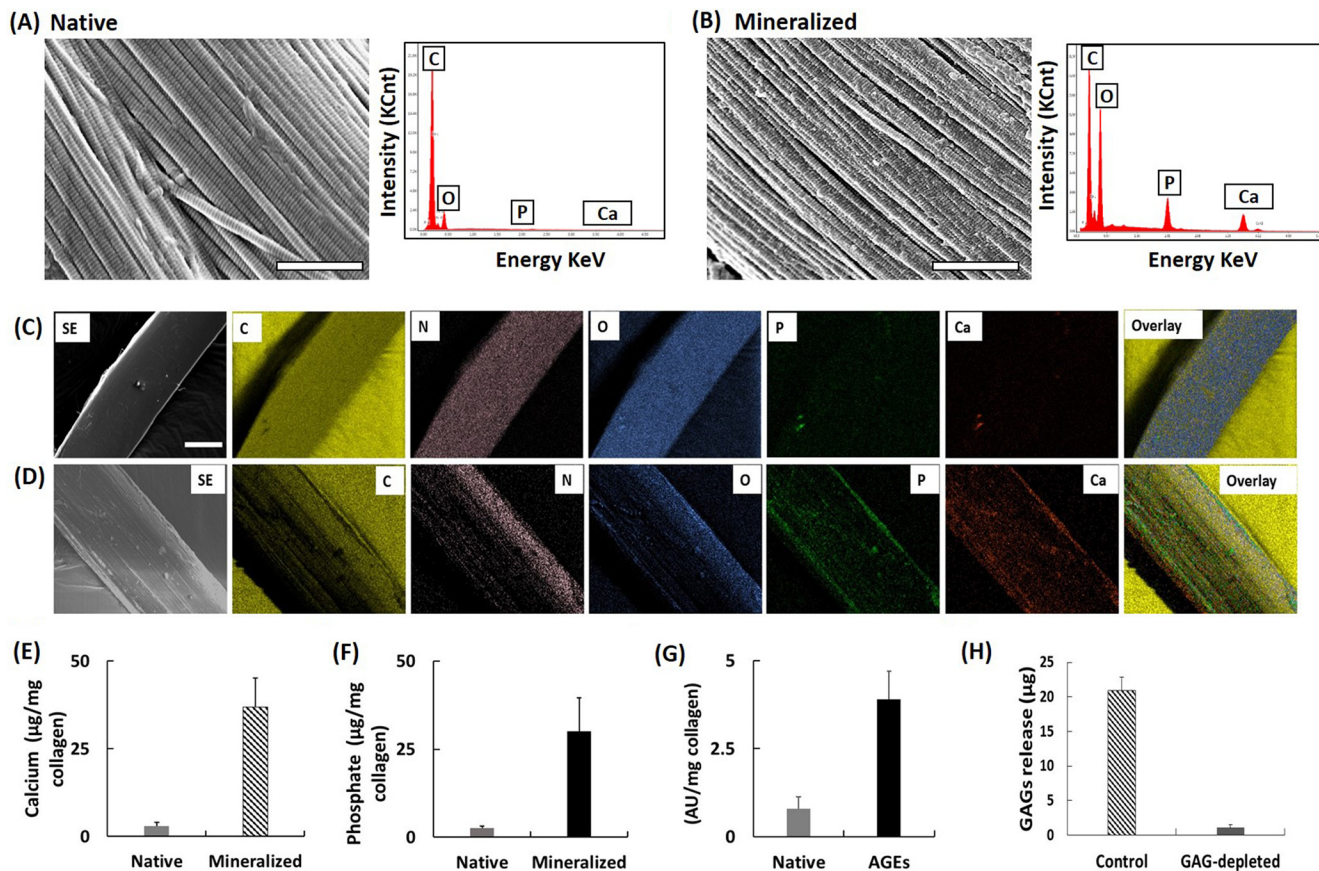 (A) Native
(B) Mineralized
Intensity (KCnt)
C
O
P
Ca
Energy KeV
Intensity (KCnt)
C
O
P
Ca
Energy KeV
(C)
SE
C
N
O
P
Ca
Overlay
(D)
SE
C
N
O
P
Ca
Overlay
(E)
Calcium (µg/mg
collagen)
50
25
0
Native
Mineralized
(F)
Phosphate (µg/mg
collagen)
50
25
0
Native
Mineralized
(G)
(AU/mg collagen)
5
2.5
0
Native
AGEs
(H)
GAGs release (µg)
25
20
15
10
5
0
Control
GAG-depleted